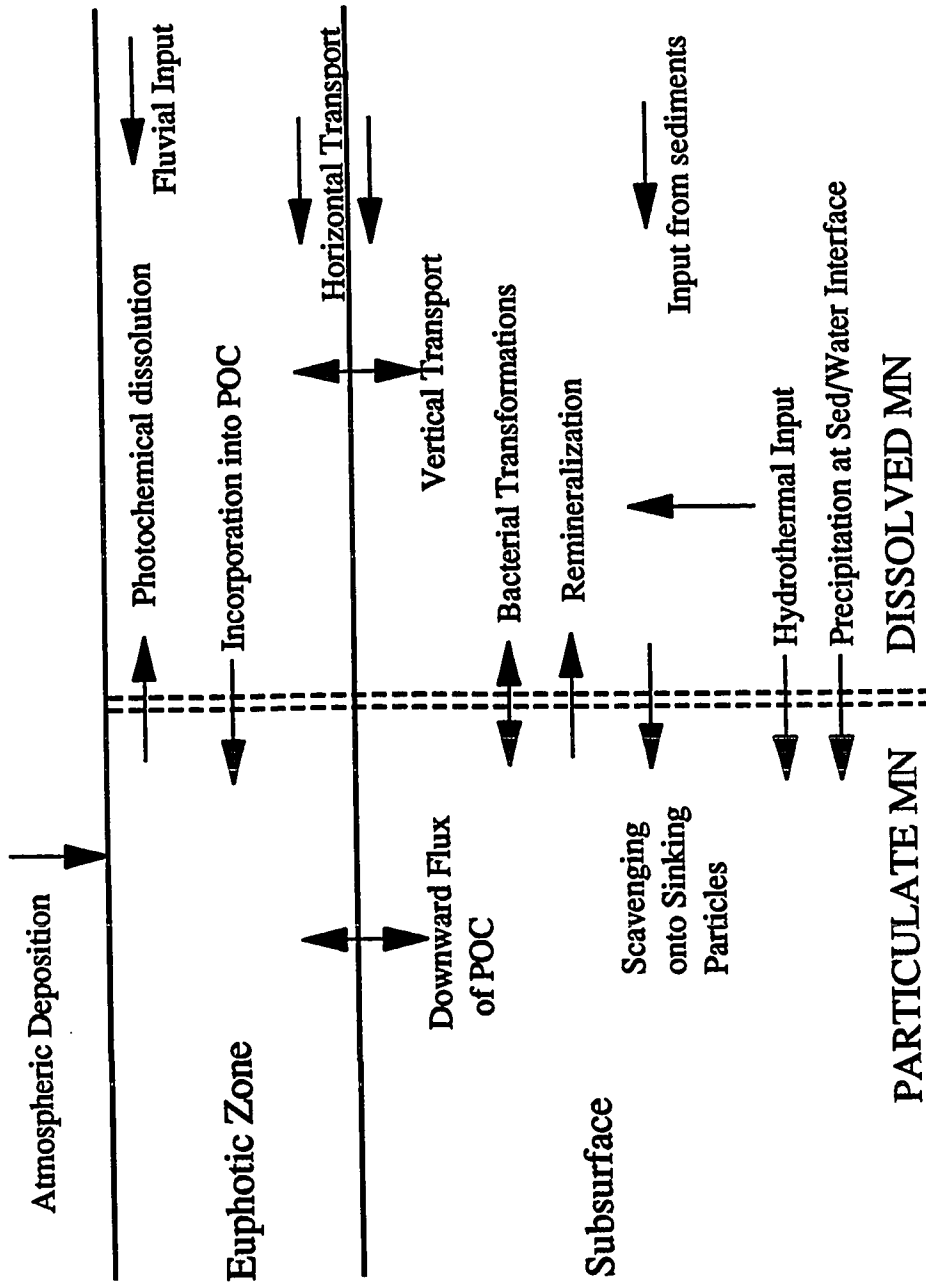 Atmospheric Deposition
Euphotic Zone
Photochemical dissolution
Fluvial Input
Incorporation into POC
Horizontal Transport
Downward Flux
of POC
Vertical Transport
Subsurface
Bacterial Transformations
Remineralization
Scavenging
onto Sinking
Particles
Input from sediments
Hydrothermal Input
Precipitation at Sed/Water Interface
PARTICULATE MN
DISSOLVED MN